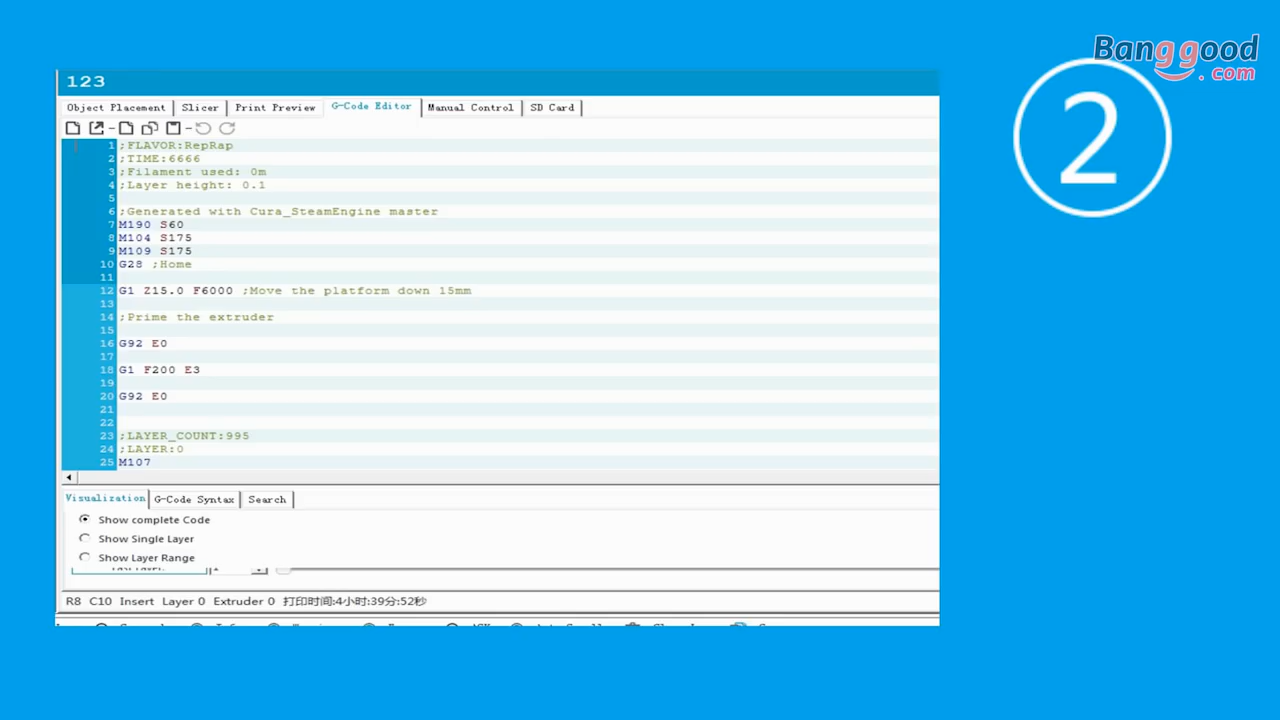 Banggood
.com
2
123
Object Placement
Slicer
Print Preview
G-Code Editor
Manual Control
SD Card
1 ;FLAVOR:RepRap
2 ;TIME:6666
3 ;Filament used: 0m
4 ;Layer height: 0.1
5
6 ;Generated with Cura_SteamEngine master
7 M190 S60
8 M104 S175
9 M109 S175
10 G28 ;Home
11
12 G1 Z15.0 F6000 ;Move the platform down 15mm
13
14 ;Prime the extruder
15
16 G92 E0
17
18 G1 F200 E3
19
20 G92 E0
21
22
23 ;LAYER_COUNT:995
24 ;LAYER:0
25 M107
Visualization
G-Code Syntax
Search
Show complete Code
Show Single Layer
Show Layer Range
R8 C10 Insert Layer 0 Extruder 0 打印时间:4小时:39分:52秒